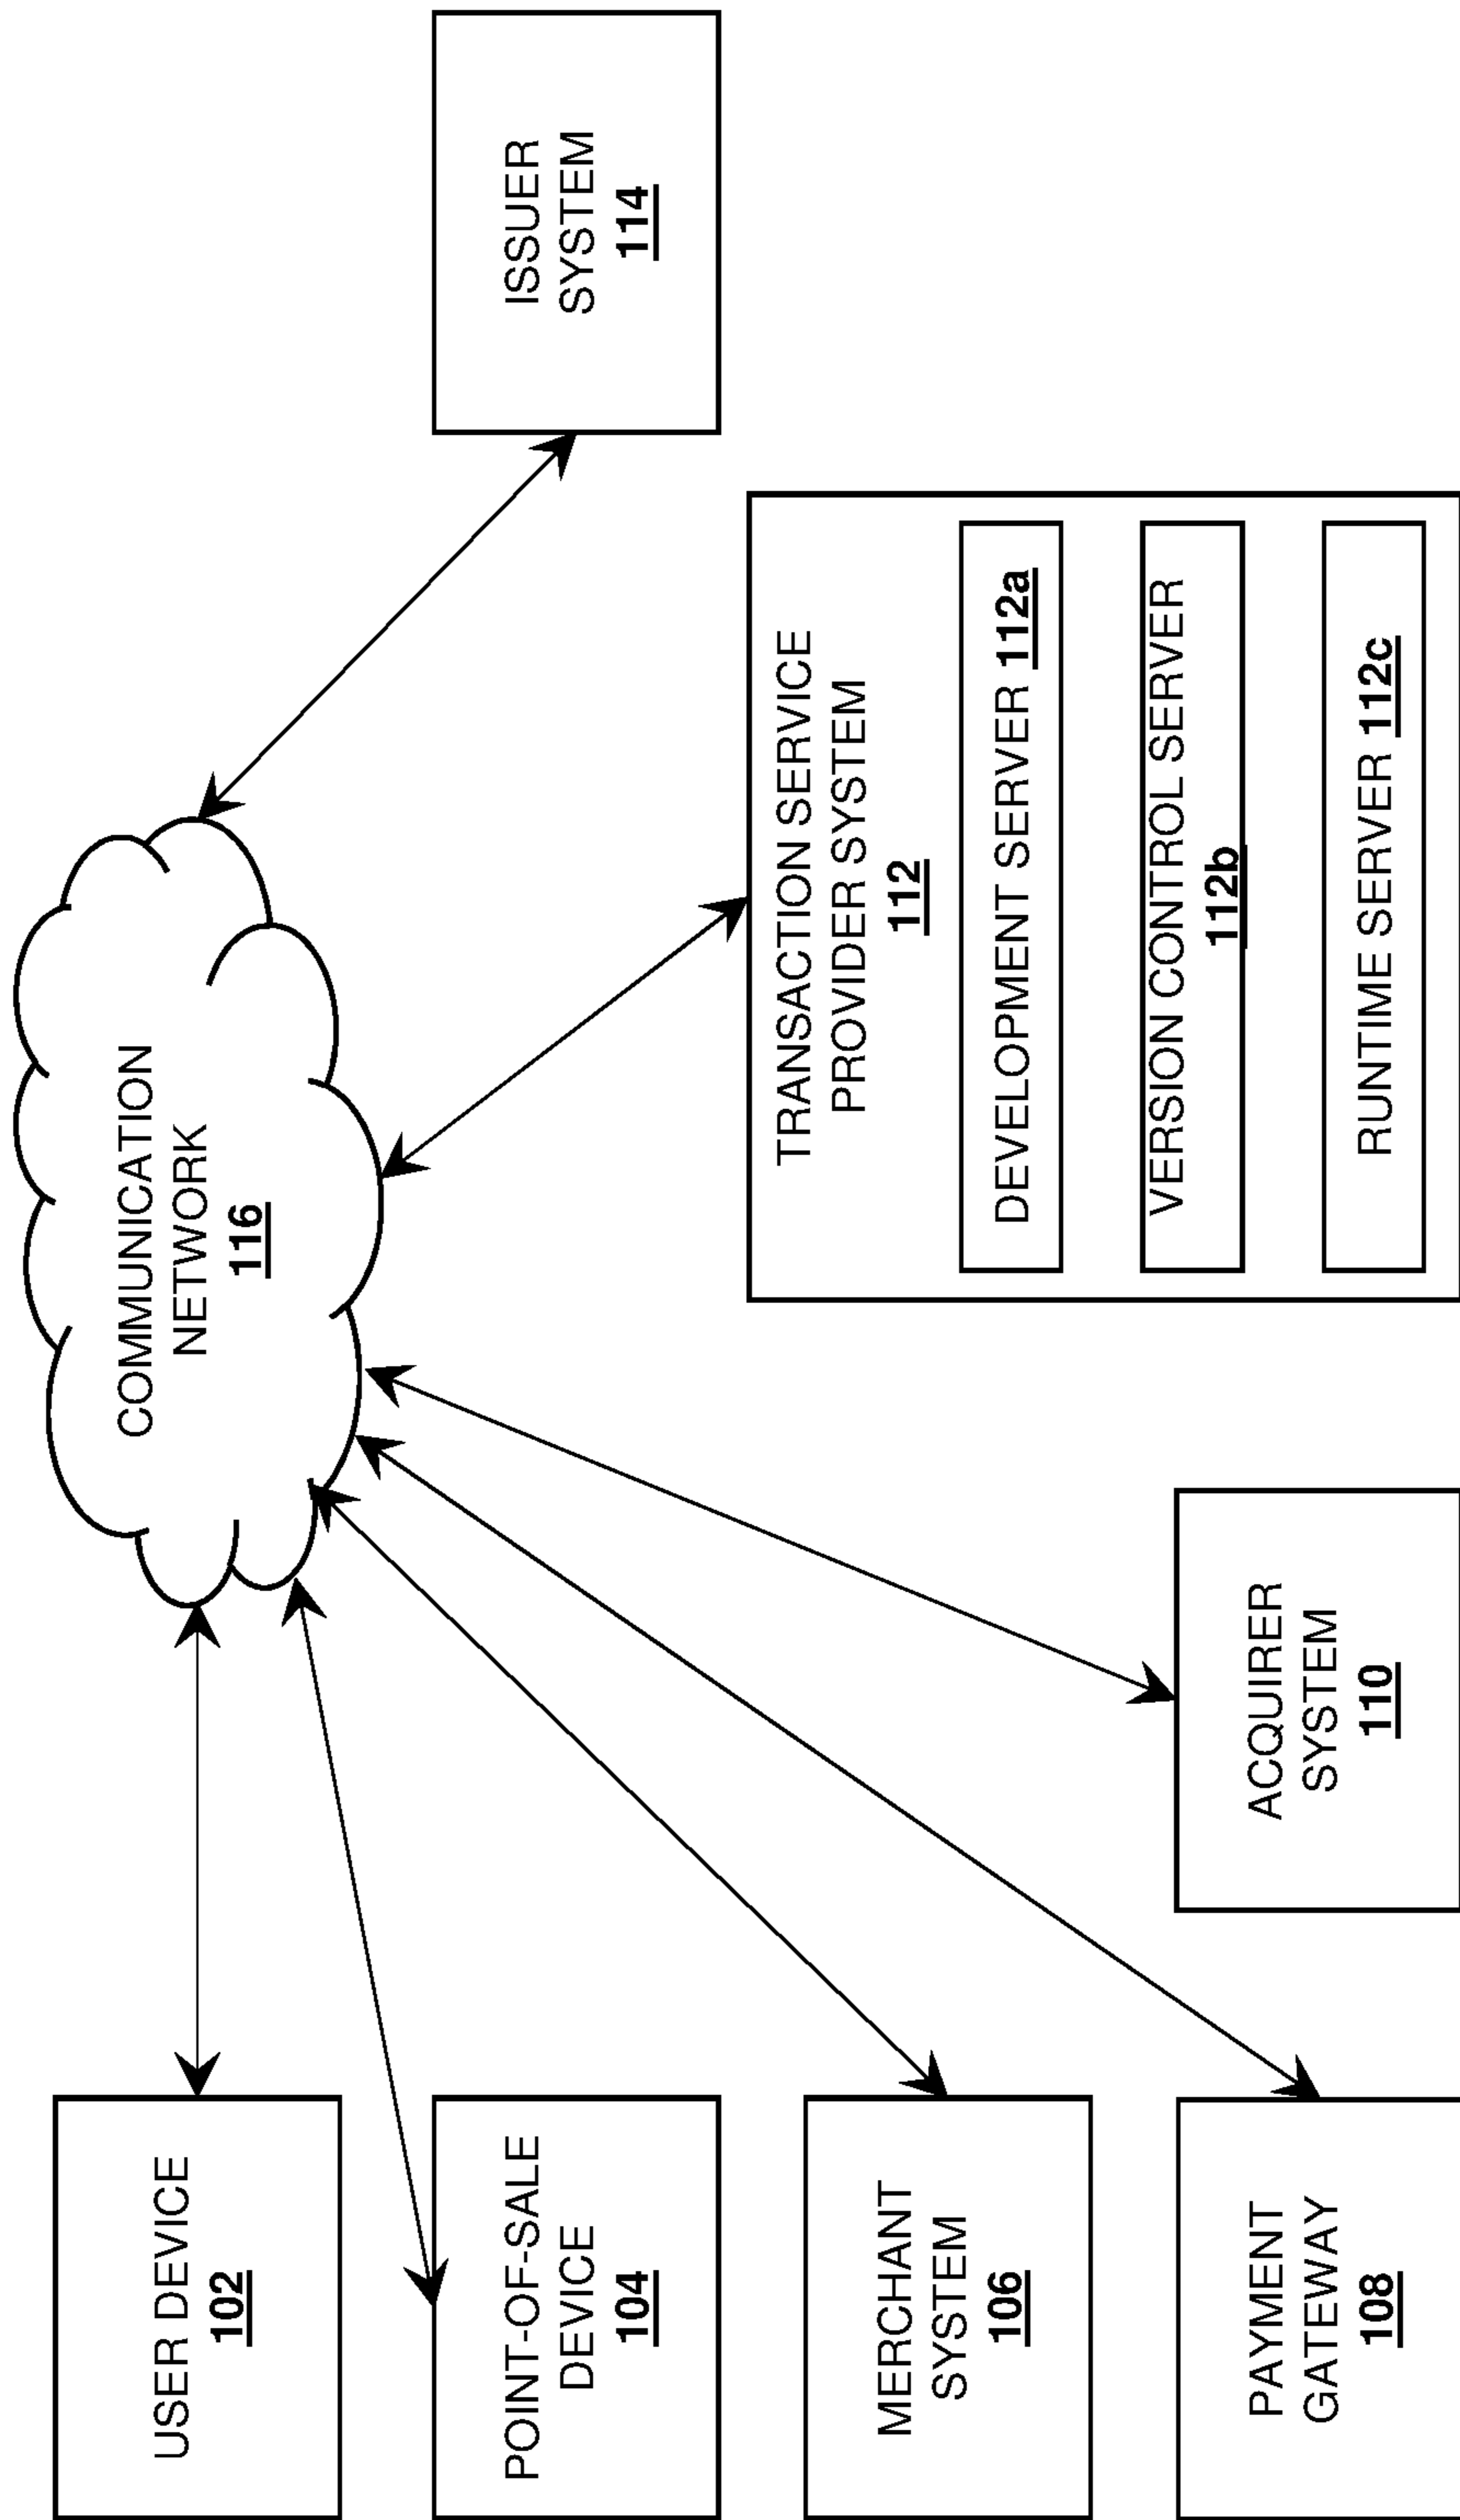 COMMUNICATION
NETWORK
116
USER DEVICE
102
POINT-OF-SALE
DEVICE
104
MERCHANT
SYSTEM
106
PAYMENT
GATEWAY
108
ACQUIRER
SYSTEM
110
TRANSACTION SERVICE
PROVIDER SYSTEM
112
DEVELOPMENT SERVER 112a
VERSION CONTROL SERVER
112b
RUNTIME SERVER 112c
ISSUER
SYSTEM
114